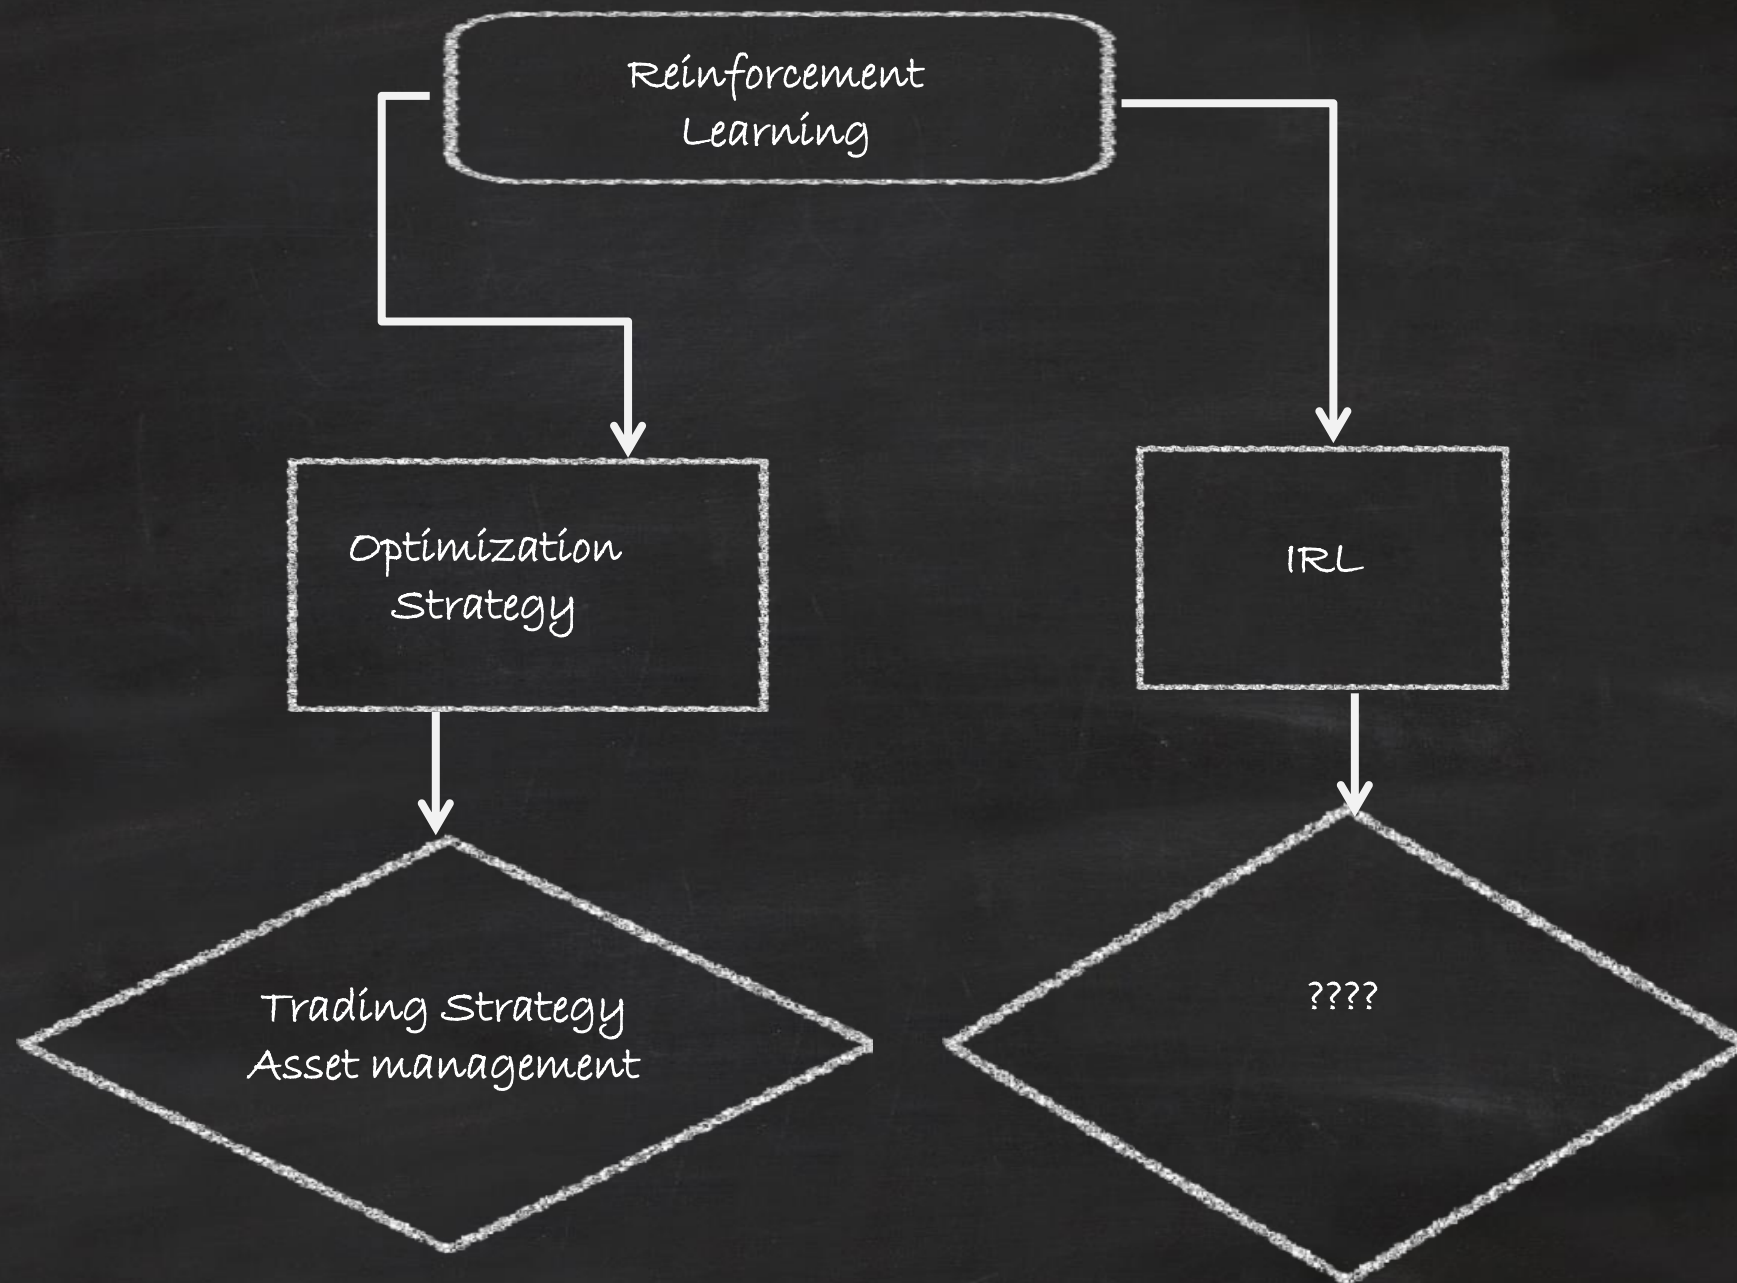 Reinforcement
Learning
Optimization
Strategy
IRL
Trading Strategy
Asset management
????